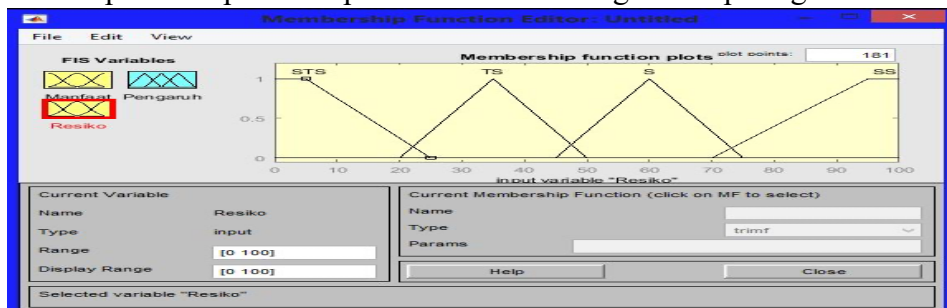 Membership Function Editor: Untitled
File Edit View
FIS Variables
Manfaat Pengaruh
Resiko
Membership function plots
plot points: 181
STS TS S SS
1
0.5
0
0 10 20 30 40 50 60 70 80 90 100
input variable "Resiko"
Current Variable
Name Resiko
Type input
Range [0 100]
Display Range [0 100]
Current Membership Function (click on MF to select)
Name
Type trimf
Params
Help Close
Selected variable "Resiko"